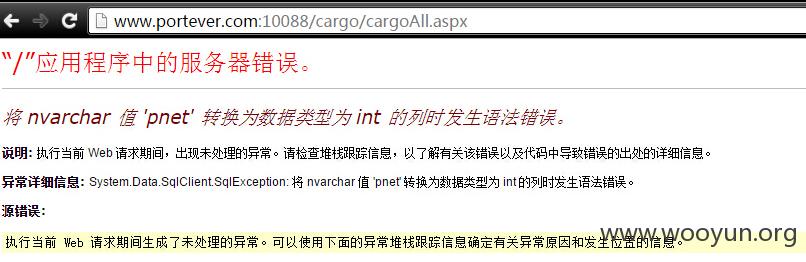 www.portever.com:10088/cargo/cargoAll.aspx
“/”应用程序中的服务器错误。
将 nvarchar 值 'pnet' 转换为数据类型为 int 的列时发生语法错误。
说明: 执行当前 Web 请求期间，出现未处理的异常。请检查堆栈跟踪信息，以了解有关该错误以及代码中导致错误的出处的详细信息。
异常详细信息: System.Data.SqlClient.SqlException: 将 nvarchar 值 'pnet' 转换为数据类型为 int 的列时发生语法错误。
源错误:
执行当前 Web 请求期间生成了未处理的异常。可以使用下面的异常堆栈跟踪信息确定有关异常原因和发生位置的信息。
www.wooyun.org